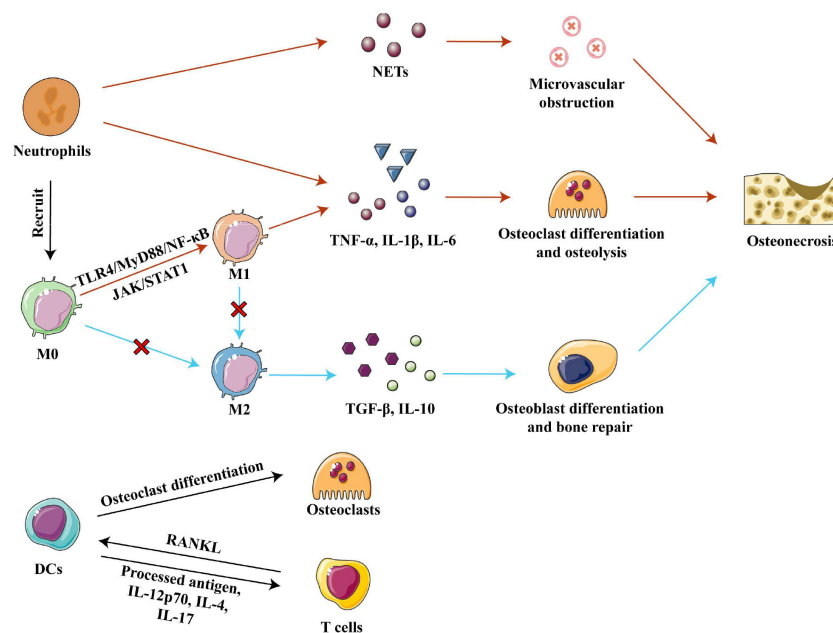 NETs
Microvascular
obstruction
Neutrophils
Recruit
TLR4/MyD88/NF-κB
JAK/STAT1
M1
TNF-α, IL-1β, IL-6
Osteoclast differentiation
and osteolysis
Osteonecrosis
M0
M2
TGF-β, IL-10
Osteoblast differentiation
and bone repair
Osteoclast differentiation
Osteoclasts
DCs
RANKL
Processed antigen,
IL-12p70, IL-4,
IL-17
T cells